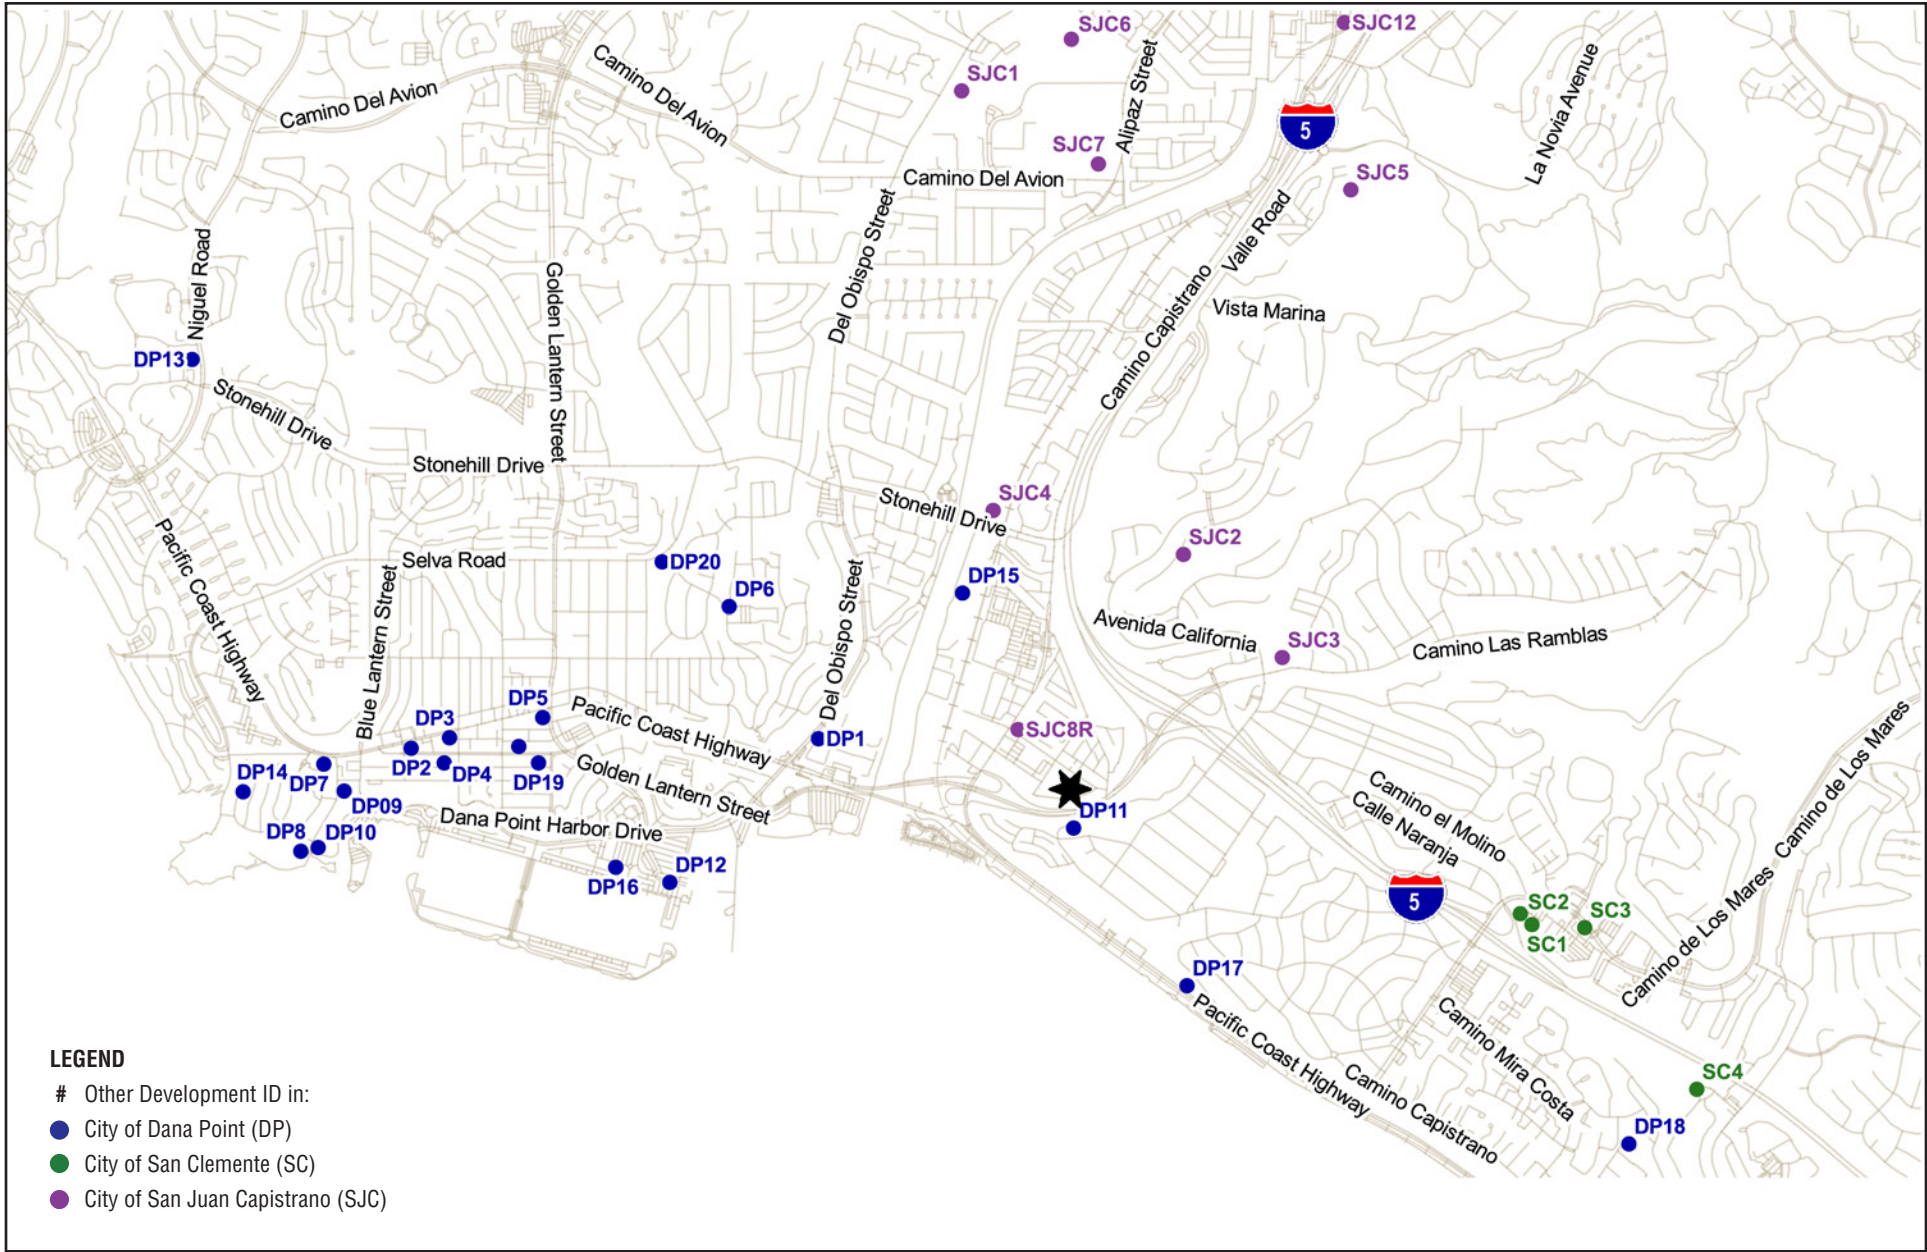 SJC6
SJC12
Camino Del Avion
Camino Del Avion
SJC1
Alipaz Street
La Novia Avenue
5
SJC7
Camino Del Avion
SJC5
Niguel Road
Del Obispo Street
Valle Road
Golden Lantern Street
Camino Capistrano
Vista Marina
DP13
Stonehill Drive
Stonehill Drive
SJC4
Stonehill Drive
SJC2
Pacific Coast Highway
Selva Road
DP20
DP6
DP15
Blue Lantern Street
Del Obispo Street
Avenida California
SJC3
Camino Las Ramblas
DP5
DP3
Pacific Coast Highway
DP1
SJC8R
Camino de Los Mares
DP14
DP7
DP2
DP4
DP19
Golden Lantern Street
DP09
Dana Point Harbor Drive
DP11
Camino el Molino
Calle Naranja
DP8
DP10
DP16
DP12
5
SC2
SC1
SC3
Camino de Los Mares
DP17
Pacific Coast Highway
Camino Mira Costa
Camino Capistrano
SC4
DP18
LEGEND
# Other Development ID in:
City of Dana Point (DP)
City of San Clemente (SC)
City of San Juan Capistrano (SJC)